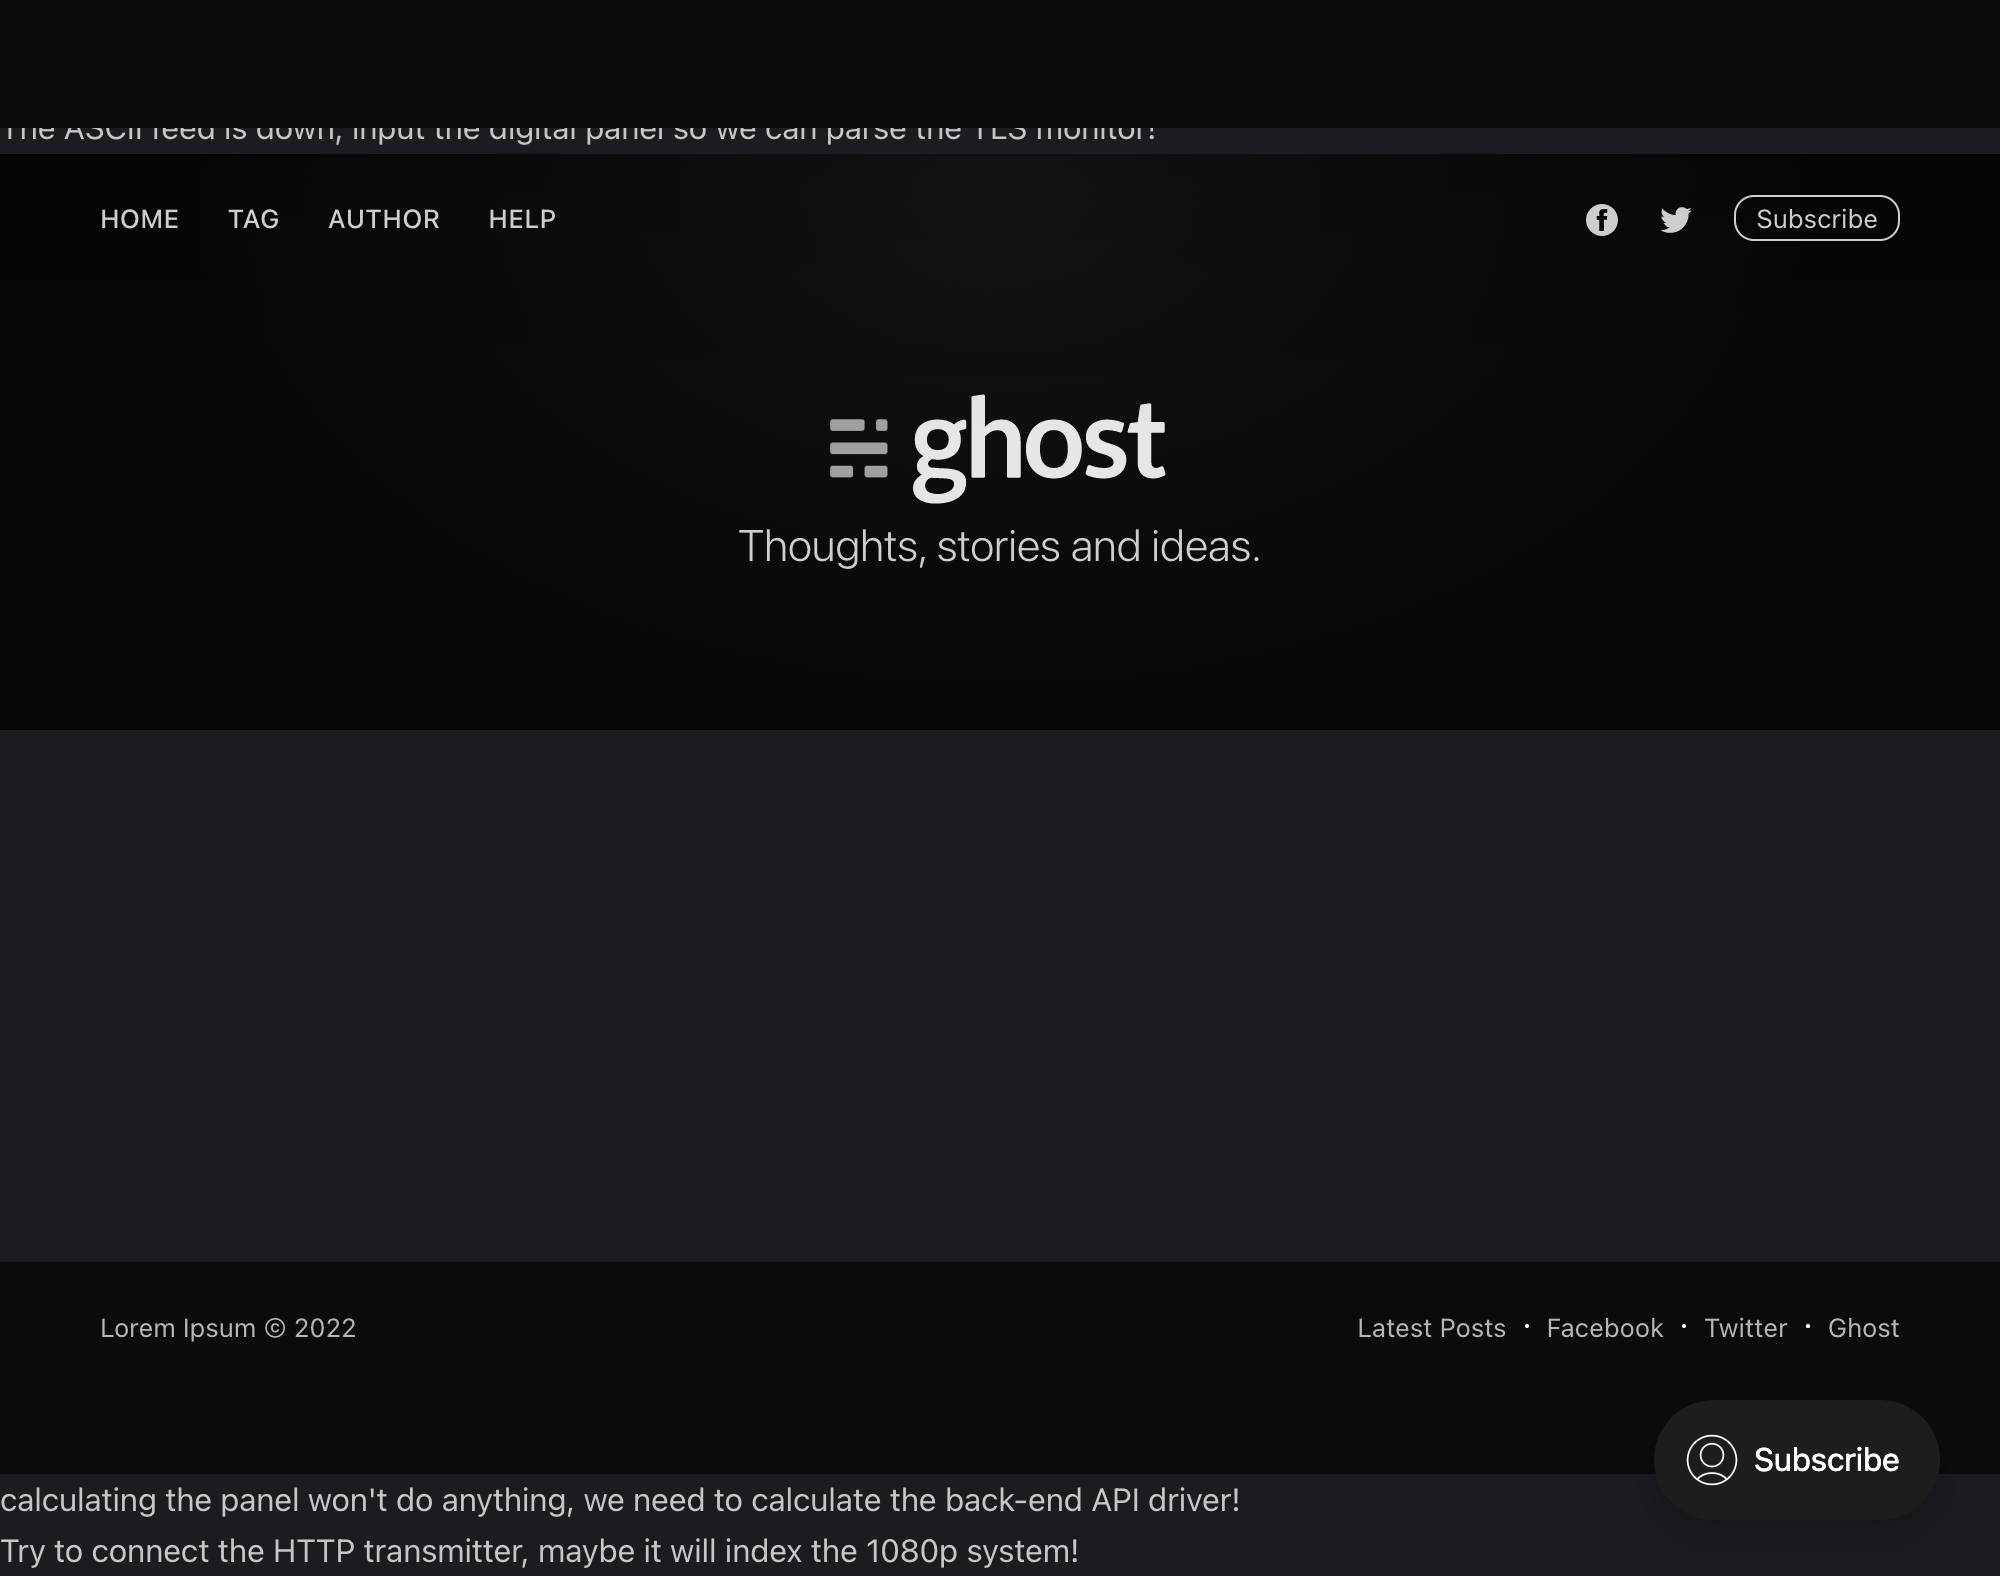 The ASCII feed is down, input the digital panel so we can parse the TLS monitor!
HOME TAG AUTHOR HELP Subscribe
ghost
Thoughts, stories and ideas.
Lorem Ipsum © 2022 Latest Posts · Facebook · Twitter · Ghost
Subscribe
calculating the panel won't do anything, we need to calculate the back-end API driver!
Try to connect the HTTP transmitter, maybe it will index the 1080p system!